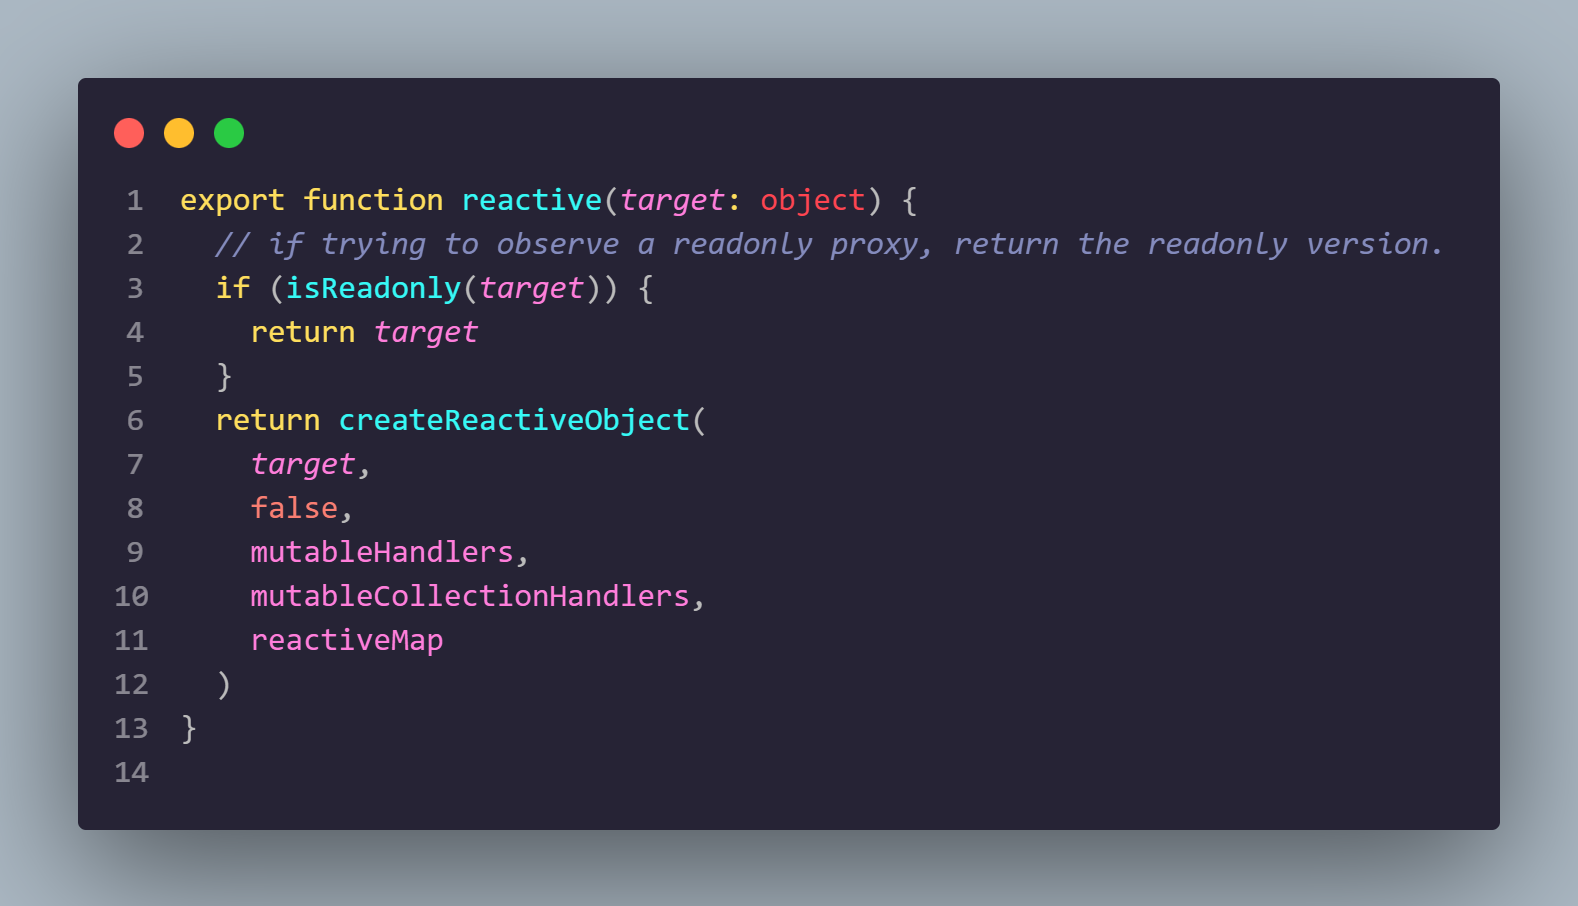 1 export function reactive(target: object) {
2   // if trying to observe a readonly proxy, return the readonly version.
3   if (isReadonly(target)) {
4     return target
5   }
6   return createReactiveObject(
7     target,
8     false,
9     mutableHandlers,
10     mutableCollectionHandlers,
11     reactiveMap
12   )
13 }
14